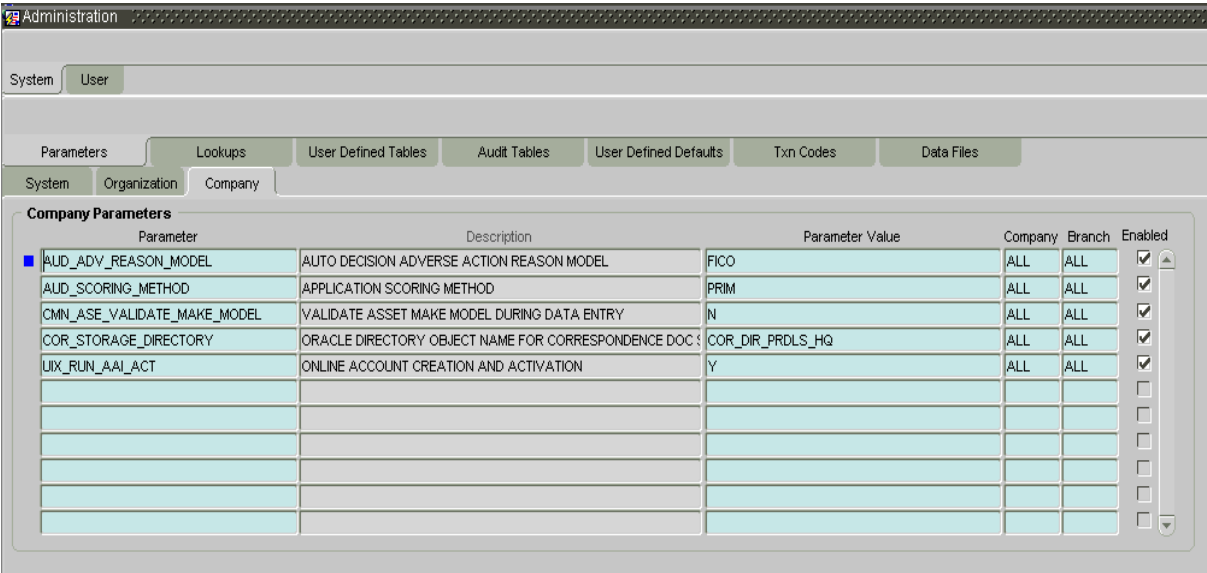 Administration
System User
Parameters Lookups User Defined Tables Audit Tables User Defined Defaults Txn Codes Data Files
System Organization Company
Company Parameters
Parameter Description Parameter Value Company Branch Enabled
AUD_ADV_REASON_MODEL AUTO DECISION ADVERSE ACTION REASON MODEL FICO ALL ALL
AUD_SCORING_METHOD APPLICATION SCORING METHOD PRIM ALL ALL
CMN_ASE_VALIDATE_MAKE_MODEL VALIDATE ASSET MAKE MODEL DURING DATA ENTRY N ALL ALL
COR_STORAGE_DIRECTORY ORACLE DIRECTORY OBJECT NAME FOR CORRESPONDENCE DOC S COR_DIR_PRDLS_HQ ALL ALL
UIX_RUN_AAI_ACT ONLINE ACCOUNT CREATION AND ACTIVATION Y ALL ALL